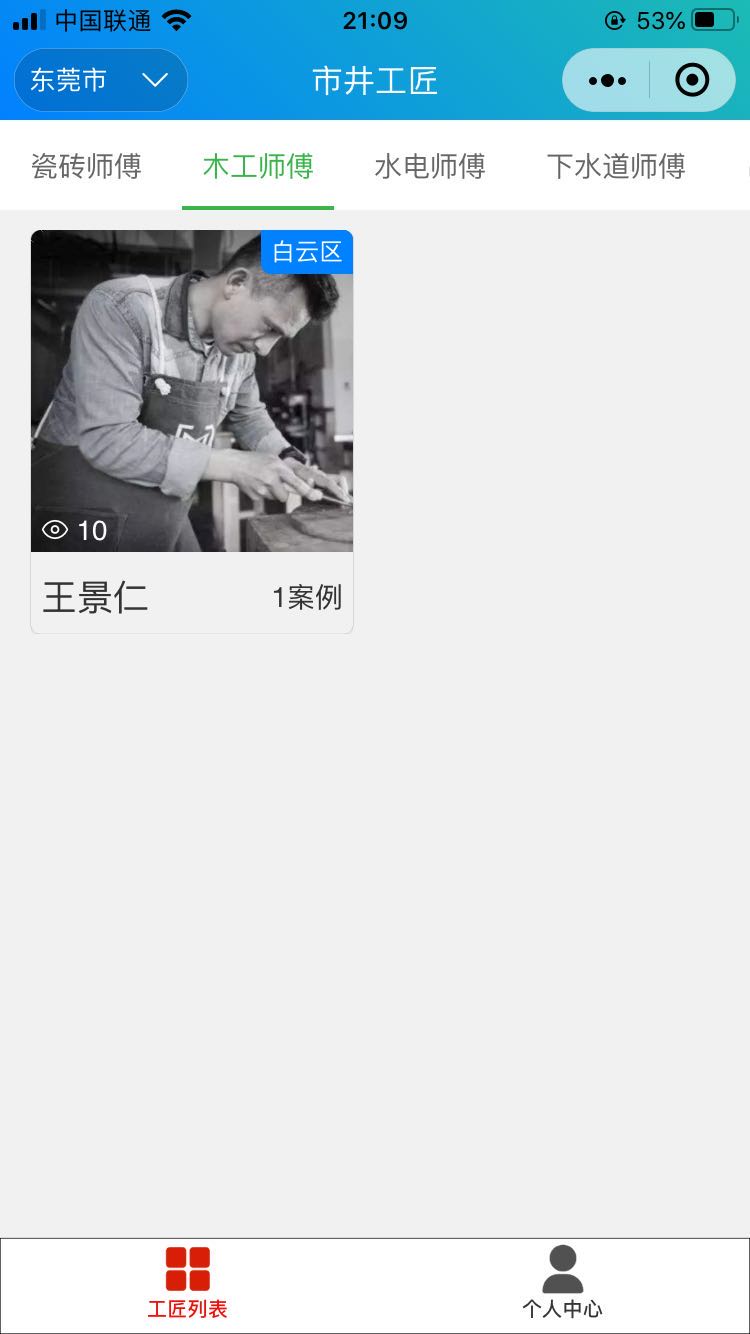 中国联通 21:09 53%
东莞市 市井工匠
瓷砖师傅 木工师傅 水电师傅 下水道师傅
白云区
10
王景仁 1案例
工匠列表 个人中心